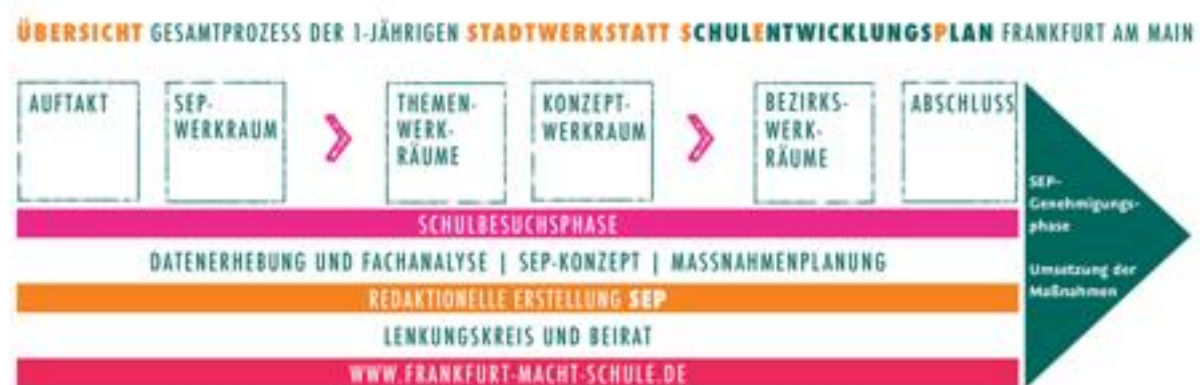 ÜBERSICHT GESAMTPROZESS DER 1-JÄHRIGEN STADTWERKSTATT SCHULENTWICKLUNGSPLAN FRANKFURT AM MAIN
AUFTAKT
SEP-
WERKRAUM
THEMEN-
WERK-
RÄUME
KONZEPT-
WERKRAUM
BEZIRKS-
WERK-
RÄUME
ABSCHLUSS
SEP-
Genehmigungs-
phase
Umsetzung der
Maßnahmen
SCHULBESUCHSPHASE
DATENERHEBUNG UND FACHANALYSE | SEP-KONZEPT | MASSNAHMENPLANUNG
REDAKTIONELLE ERSTELLUNG SEP
LENKUNGSKREIS UND BEIRAT
WWW.FRANKFURT-MACHT-SCHULE.DE